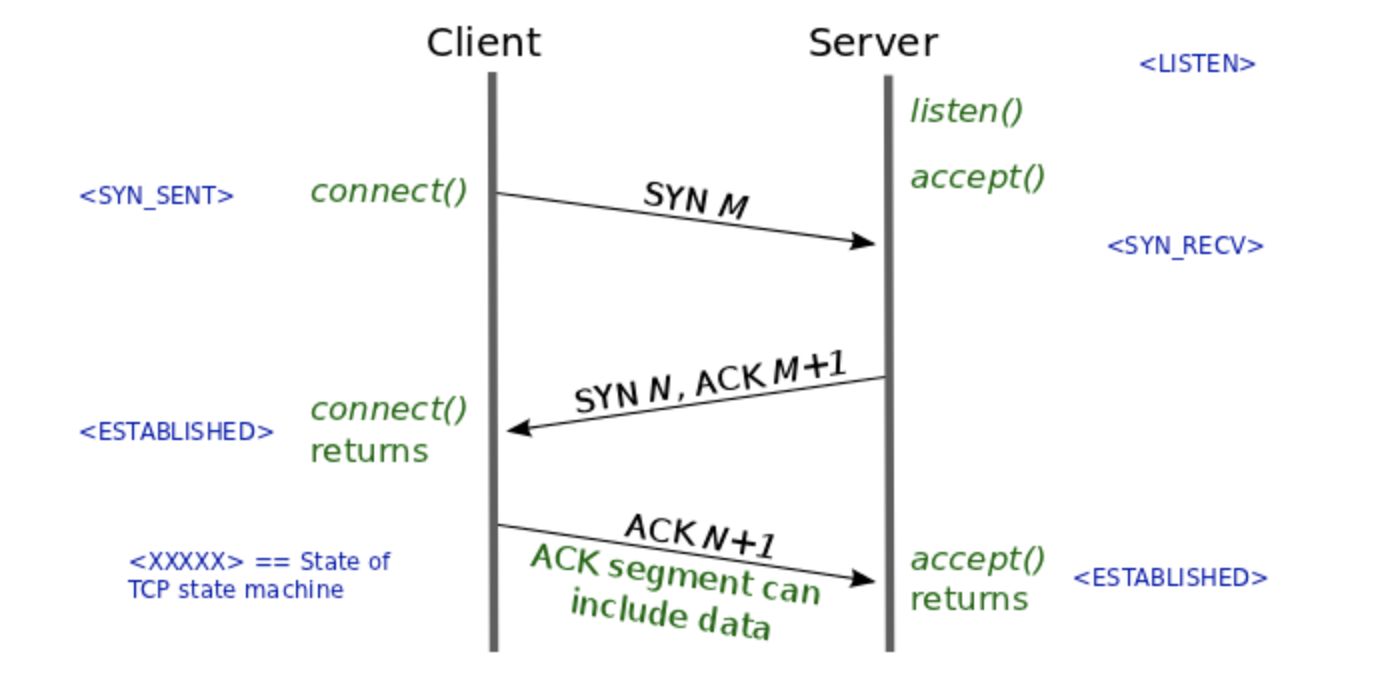 Client
Server
<LISTEN>
listen()
accept()
<SYN_SENT>
connect()
SYN M
<SYN_RECV>
SYN N, ACK M+1
<ESTABLISHED>
connect()
returns
ACK N+1
ACK segment can
include data
<XXXXX> == State of
TCP state machine
accept()
returns
<ESTABLISHED>